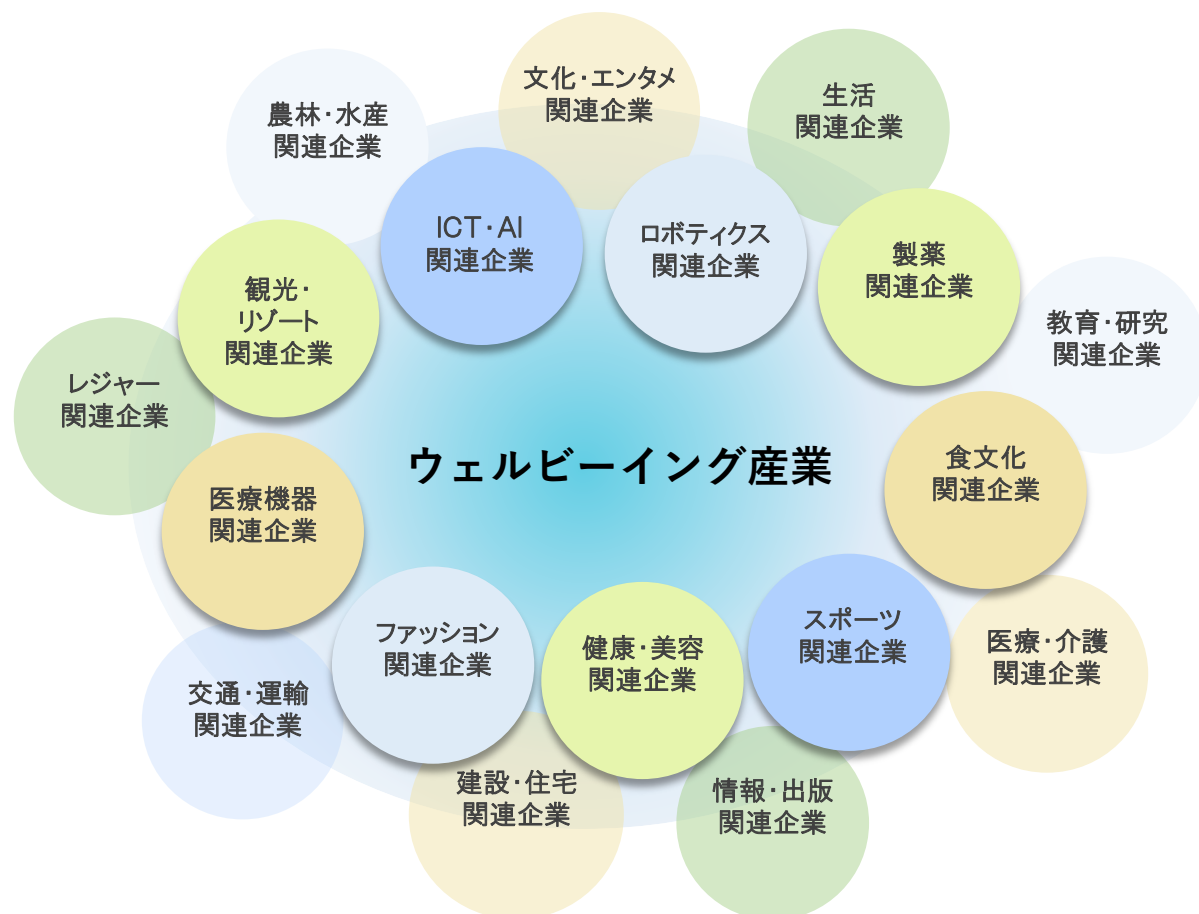 文化・エンタメ
関連企業
生活
関連企業
農林・水産
関連企業
ICT・AI
関連企業
ロボティクス
関連企業
製薬
関連企業
観光・
リゾート
関連企業
教育・研究
関連企業
レジャー
関連企業
ウェルビーイング産業
食文化
関連企業
医療機器
関連企業
ファッション
関連企業
健康・美容
関連企業
スポーツ
関連企業
医療・介護
関連企業
交通・運輸
関連企業
建設・住宅
関連企業
情報・出版
関連企業